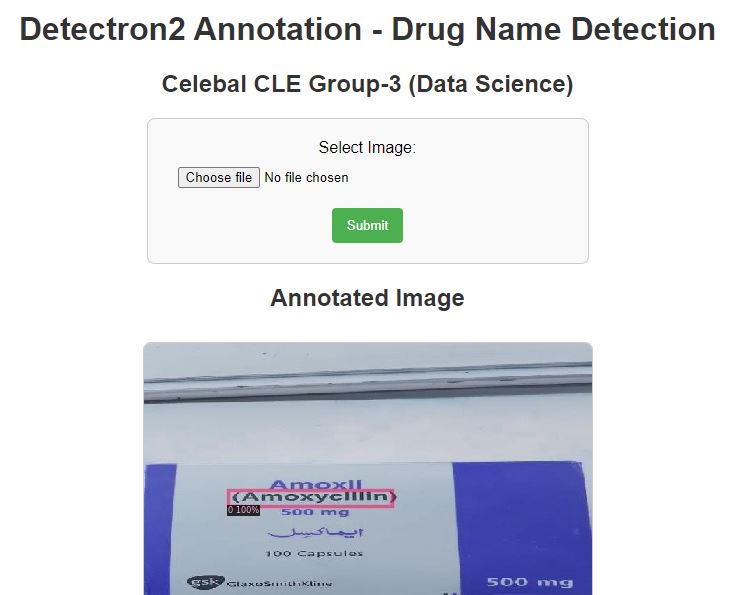 Detectron2 Annotation - Drug Name Detection
Celebal CLE Group-3 (Data Science)
Select Image:
Choose file No file chosen
Submit
Annotated Image
Amoxil
(Amoxycillin)
0 100%
500 mg
ايماكسِل
100 Capsules
gsk GlaxoSmithKline
500 mg